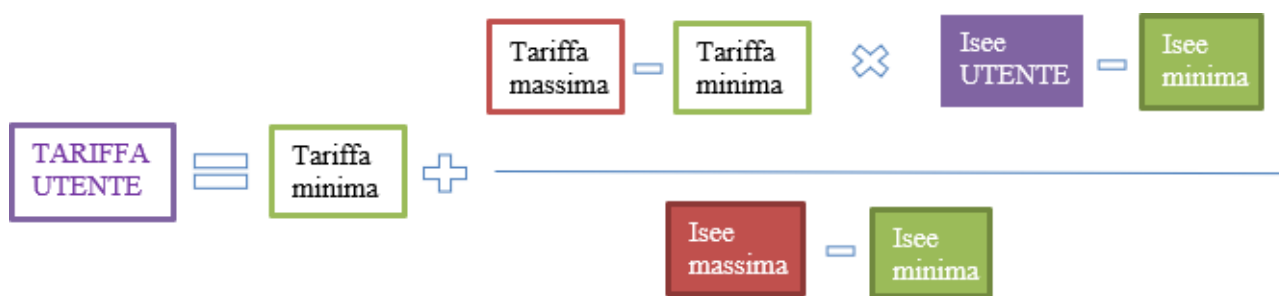 TARIFFA
UTENTE
Tariffa
minima
Tariffa
massima
Tariffa
minima
Isee
UTENTE
Isee
minima
Isee
massima
Isee
minima